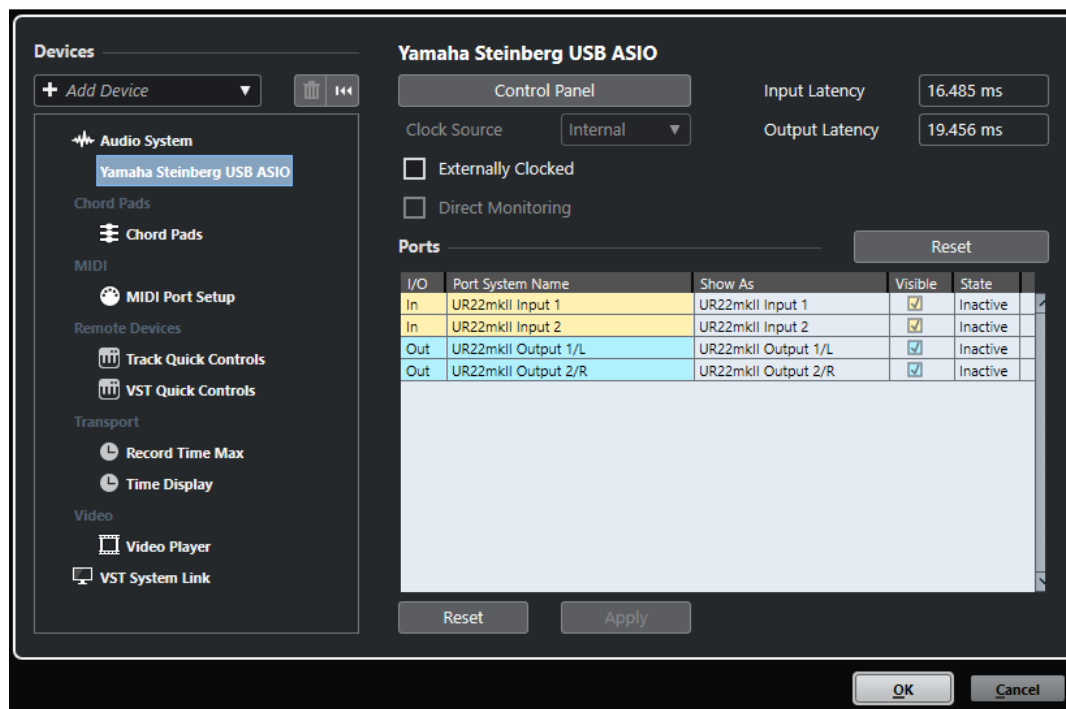 Devices
+ Add Device
Audio System
Yamaha Steinberg USB ASIO
Chord Pads
Chord Pads
MIDI
MIDI Port Setup
Remote Devices
Track Quick Controls
VST Quick Controls
Transport
Record Time Max
Time Display
Video
Video Player
VST System Link
Yamaha Steinberg USB ASIO
Control Panel Input Latency 16.485 ms
Clock Source Internal Output Latency 19.456 ms
Externally Clocked
Direct Monitoring
Ports Reset
I/O Port System Name Show As Visible State
In UR22mkII Input 1 UR22mkII Input 1 Inactive
In UR22mkII Input 2 UR22mkII Input 2 Inactive
Out UR22mkII Output 1/L UR22mkII Output 1/L Inactive
Out UR22mkII Output 2/R UR22mkII Output 2/R Inactive
Reset Apply
OK Cancel